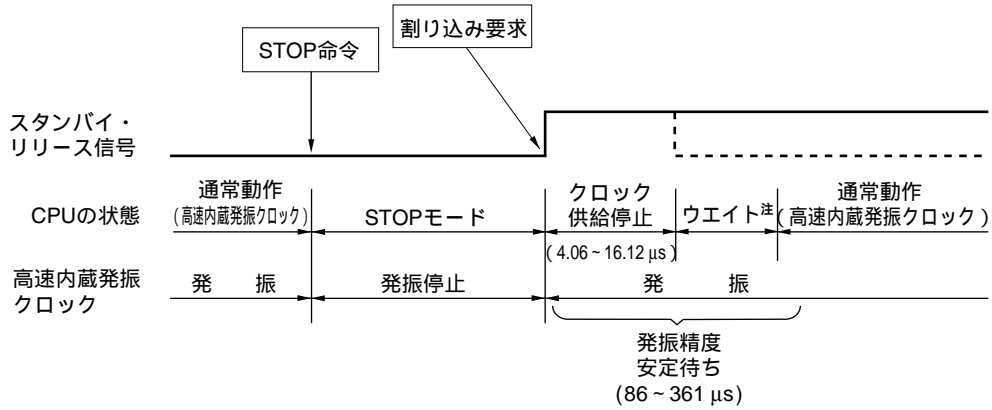 割り込み要求
STOP命令
スタンバイ・
リリース信号
通常動作
(高速内蔵発振クロック)
STOPモード
クロック
供給停止
(4.06~16.12 μs)
ウエイト注
通常動作
(高速内蔵発振クロック)
CPUの状態
高速内蔵発振
クロック
発 振
発振停止
発 振
発振精度
安定待ち
(86~361 μs)